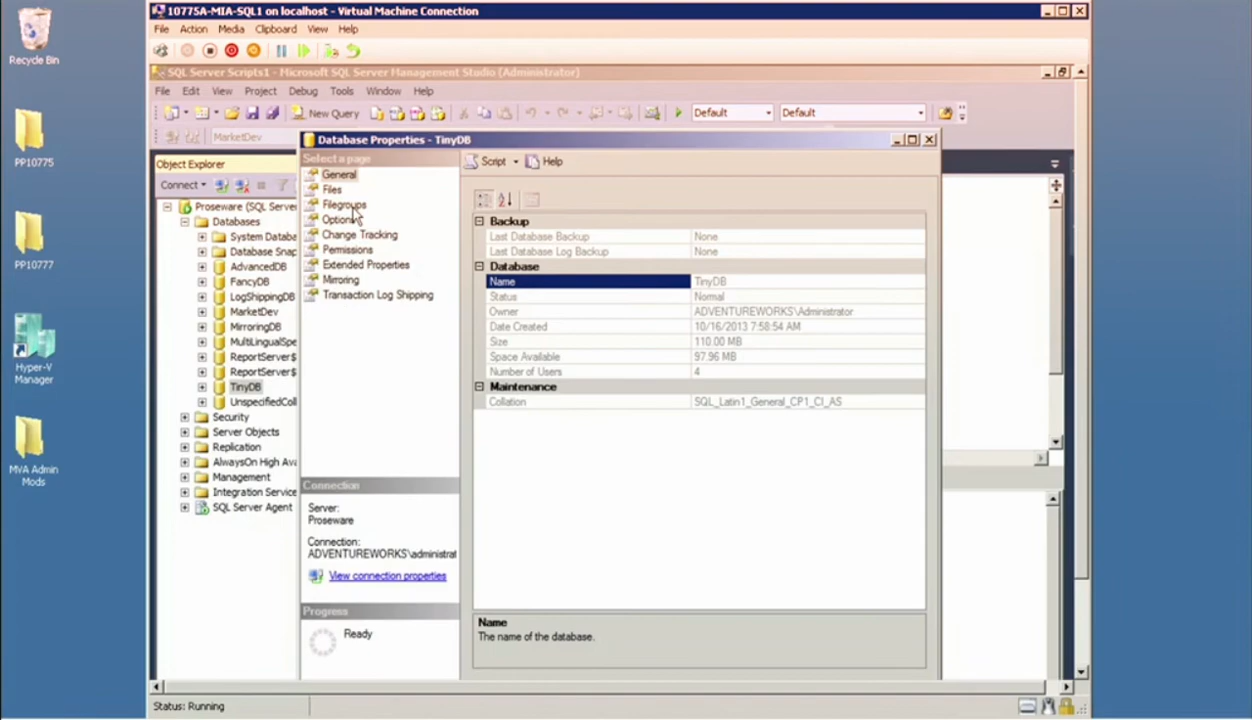 Recycle Bin
PP10775
PP10777
Hyper-V
Manager
MVA Admin
Mods
10775A-MIA-SQL1 on localhost - Virtual Machine Connection
File Action Media Clipboard View Help
SQL Server Scripts1 - Microsoft SQL Server Management Studio (Administrator)
File Edit View Project Debug Tools Window Help
New Query Default Default
MarketDev
Object Explorer
Connect
Proseware (SQL Serve
Databases
System Databa
Database Snap
AdvancedDB
FancyDB
LogShippingDB
MarketDev
MirroringDB
MultiLingualSpe
ReportServer$
ReportServer$
TinyDB
UnspecifiedColl
Security
Server Objects
Replication
AlwaysOn High Ava
Management
Integration Service
SQL Server Agent
Database Properties - TinyDB
Select a page
General
Files
Filegroups
Options
Change Tracking
Permissions
Extended Properties
Mirroring
Transaction Log Shipping
Connection
Server:
Proseware
Connection:
ADVENTUREWORKS\administrat
View connection properties
Progress
Ready
Script Help
Backup
Last Database Backup None
Last Database Log Backup None
Database
Name TinyDB
Status Normal
Owner ADVENTUREWORKS\Administrator
Date Created 10/16/2013 7:58:54 AM
Size 110.00 MB
Space Available 97.96 MB
Number of Users 4
Maintenance
Collation SQL_Latin1_General_CP1_CI_AS
Name
The name of the database.
Status: Running